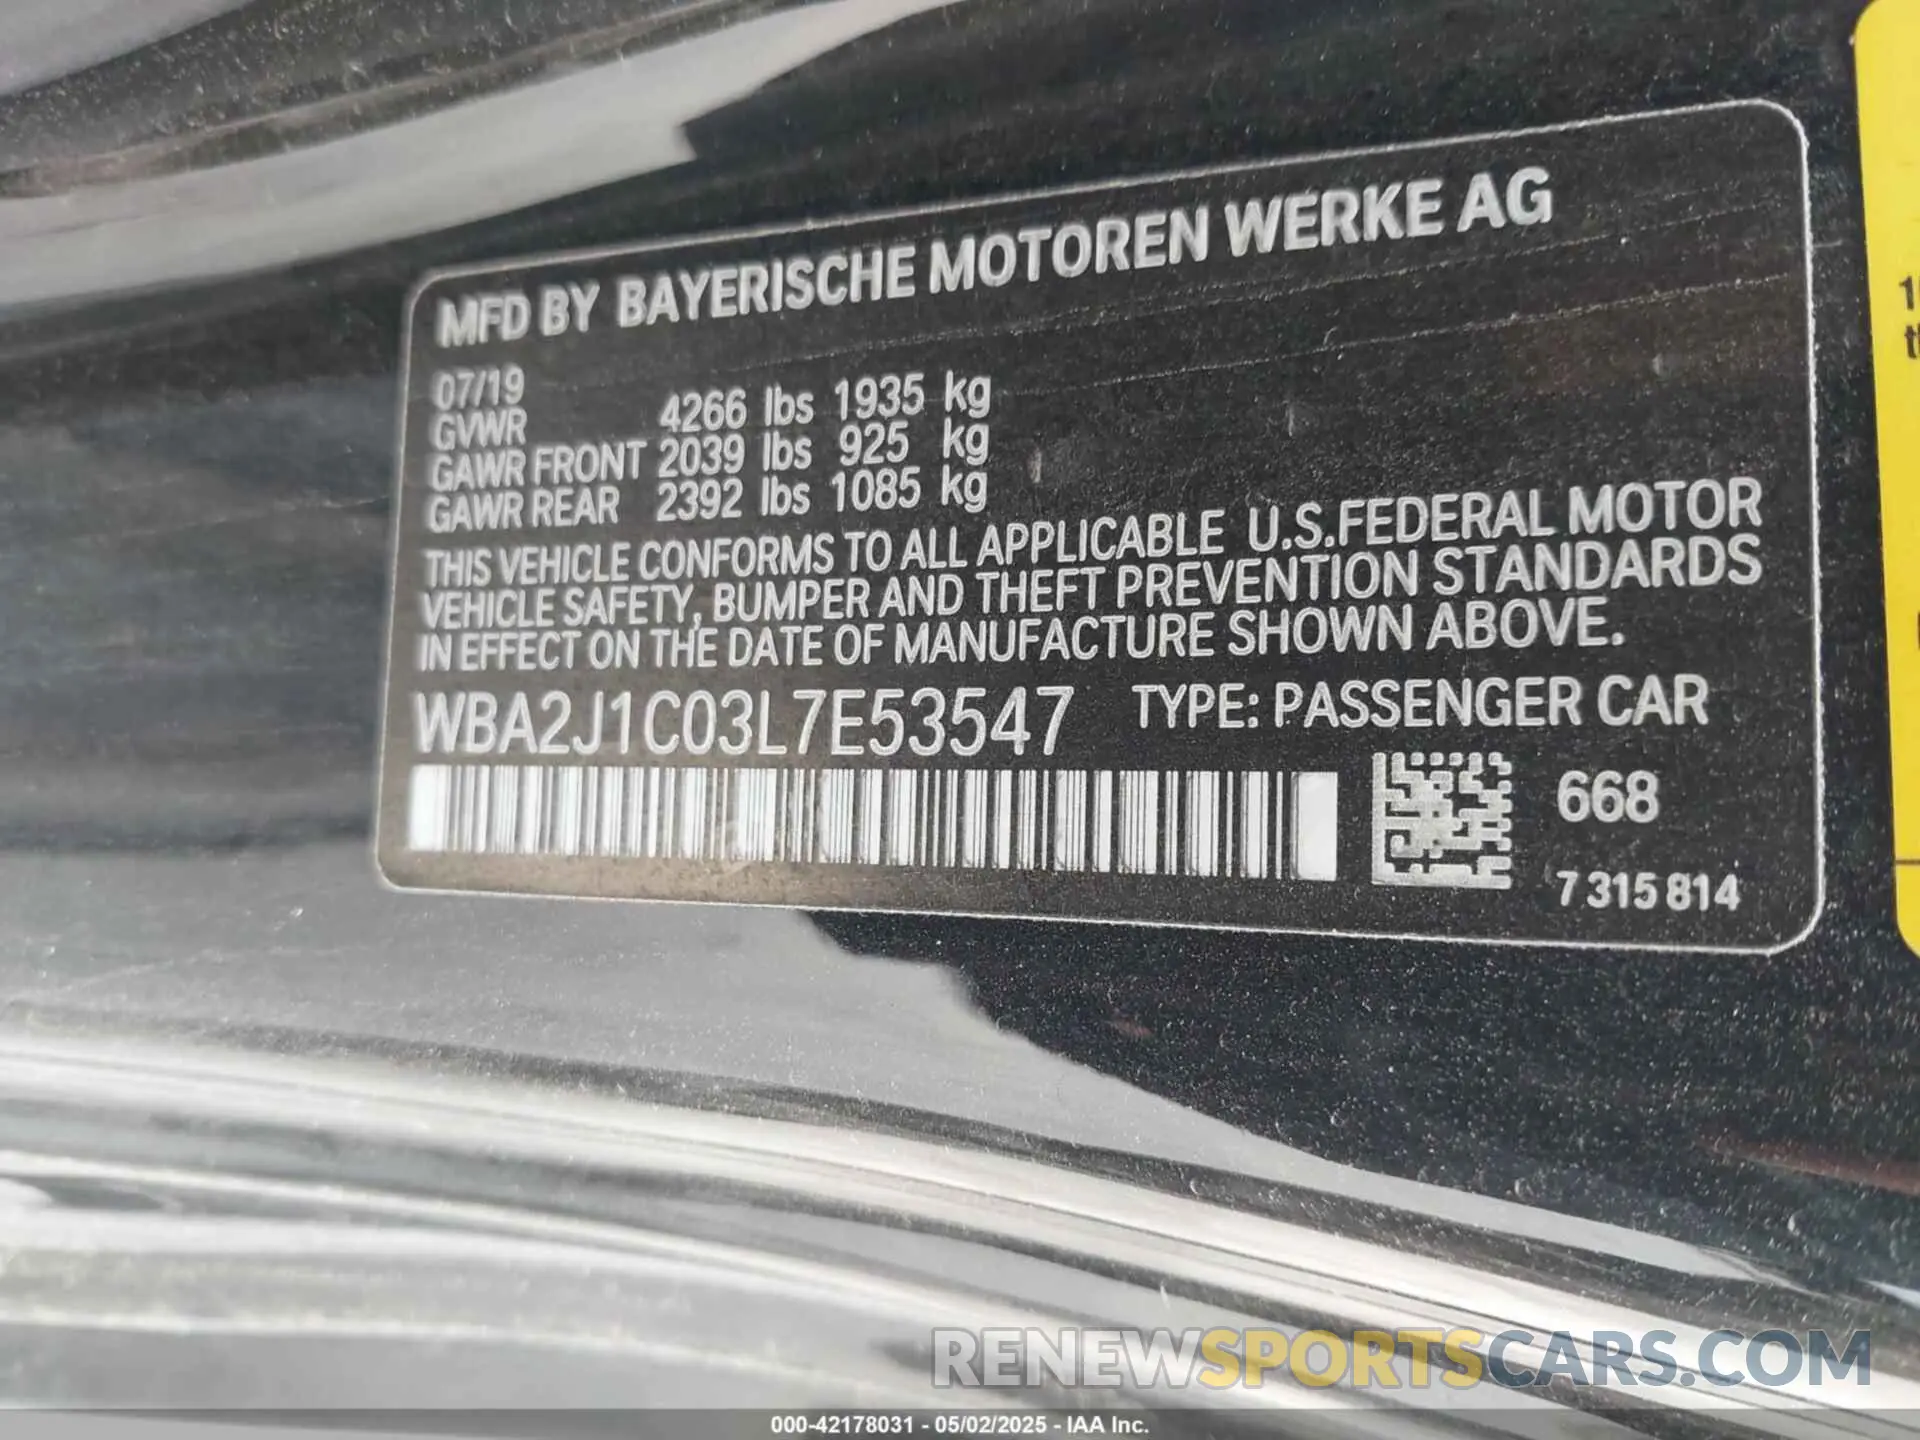 MFD BY BAYERISCHE MOTOREN WERKE AG
07/19
GVWR 4266 lbs 1935 kg
GAWR FRONT 2039 lbs 925 kg
GAWR REAR 2392 lbs 1085 kg
THIS VEHICLE CONFORMS TO ALL APPLICABLE U.S.FEDERAL MOTOR
VEHICLE SAFETY, BUMPER AND THEFT PREVENTION STANDARDS
IN EFFECT ON THE DATE OF MANUFACTURE SHOWN ABOVE.
WBA2J1C03L7E53547 TYPE: PASSENGER CAR
668
7 315 814
RENEWSPORTSCARS.COM
000-42178031 - 05/02/2025 - IAA Inc.